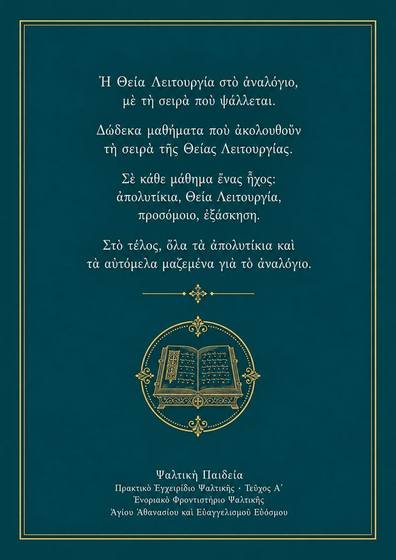 Ἡ Θεία Λειτουργία στὸ ἀναλόγιο,
μὲ τὴ σειρὰ ποὺ ψάλλεται.
Δώδεκα μαθήματα ποὺ ἀκολουθοῦν
τὴ σειρὰ τῆς Θείας Λειτουργίας.
Σὲ κάθε μάθημα ἕνας ἦχος:
ἀπολυτίκια, Θεία Λειτουργία,
προσόμοιο, ἐξάσκηση.
Στὸ τέλος, ὅλα τὰ ἀπολυτίκια καὶ
τὰ αὐτόμελα μαζεμένα γιὰ τὸ ἀναλόγιο.
Ψαλτικὴ Παιδεία
Πρακτικὸ Ἐγχειρίδιο Ψαλτικῆς · Τεῦχος Αʹ
Ἐνοριακὸ Φροντιστήριο Ψαλτικῆς
Ἁγίου Ἀθανασίου καὶ Εὐαγγελισμοῦ Εὐόσμου